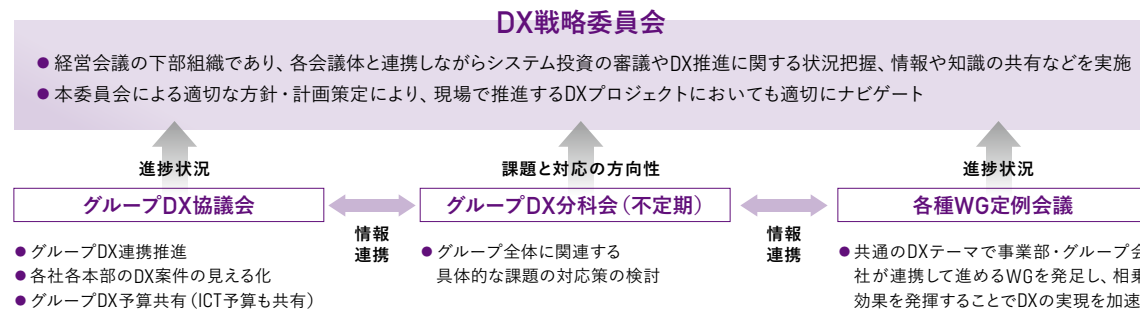 DX戦略委員会
● 経営会議の下部組織であり、各会議体と連携しながらシステム投資の審議やDX推進に関する状況把握、情報や知識の共有などを実施
● 本委員会による適切な方針・計画策定により、現場で推進するDXプロジェクトにおいても適切にナビゲート
進捗状況
課題と対応の方向性
進捗状況
グループDX協議会
グループDX分科会（不定期）
各種WG定例会議
情報
連携
情報
連携
● グループDX連携推進
● 各社各本部のDX案件の見える化
● グループDX予算共有（ICT予算も共有）
● グループ全体に関連する
具体的な課題の対応策の検討
● 共通のDXテーマで事業部・グループ会
社が連携して進めるWGを発足し、相乗
効果を発揮することでDXの実現を加速